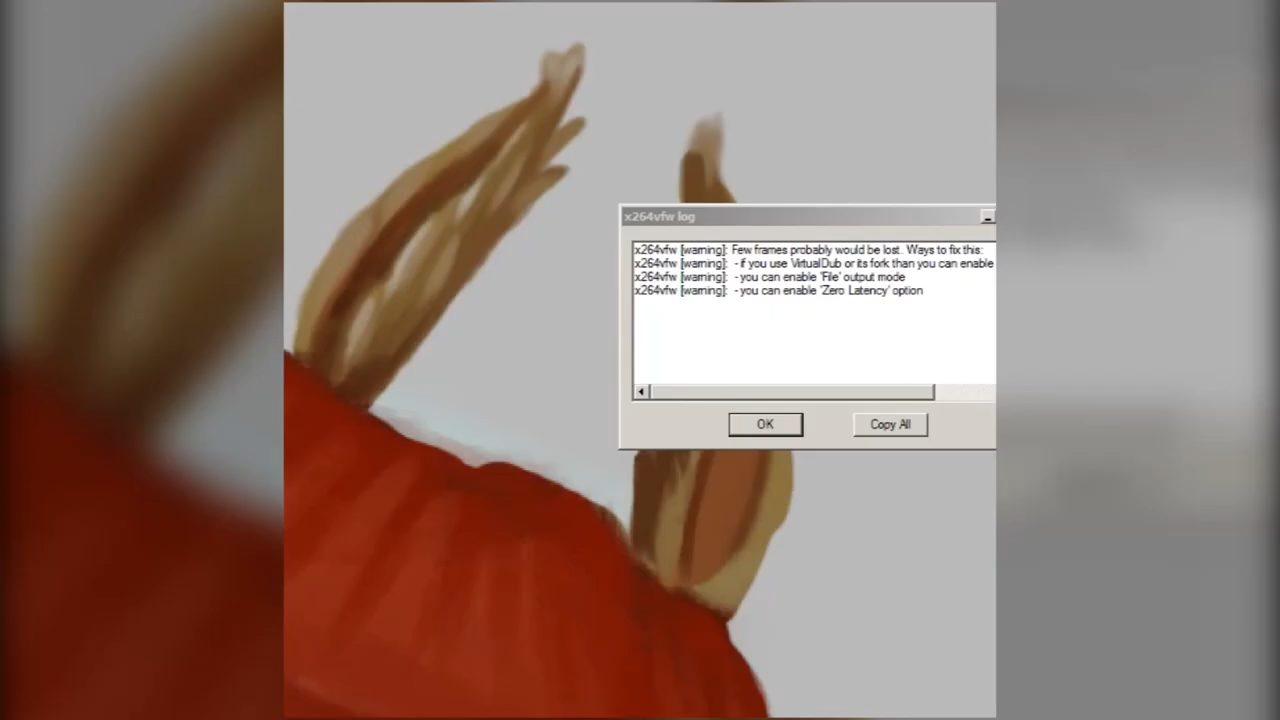 x264vfw log
x264vfw [warning]: Few frames probably would be lost. Ways to fix this:
x264vfw [warning]:  - if you use VirtualDub or its fork than you can enable
x264vfw [warning]:  - you can enable 'File' output mode
x264vfw [warning]:  - you can enable 'Zero Latency' option
OK
Copy All